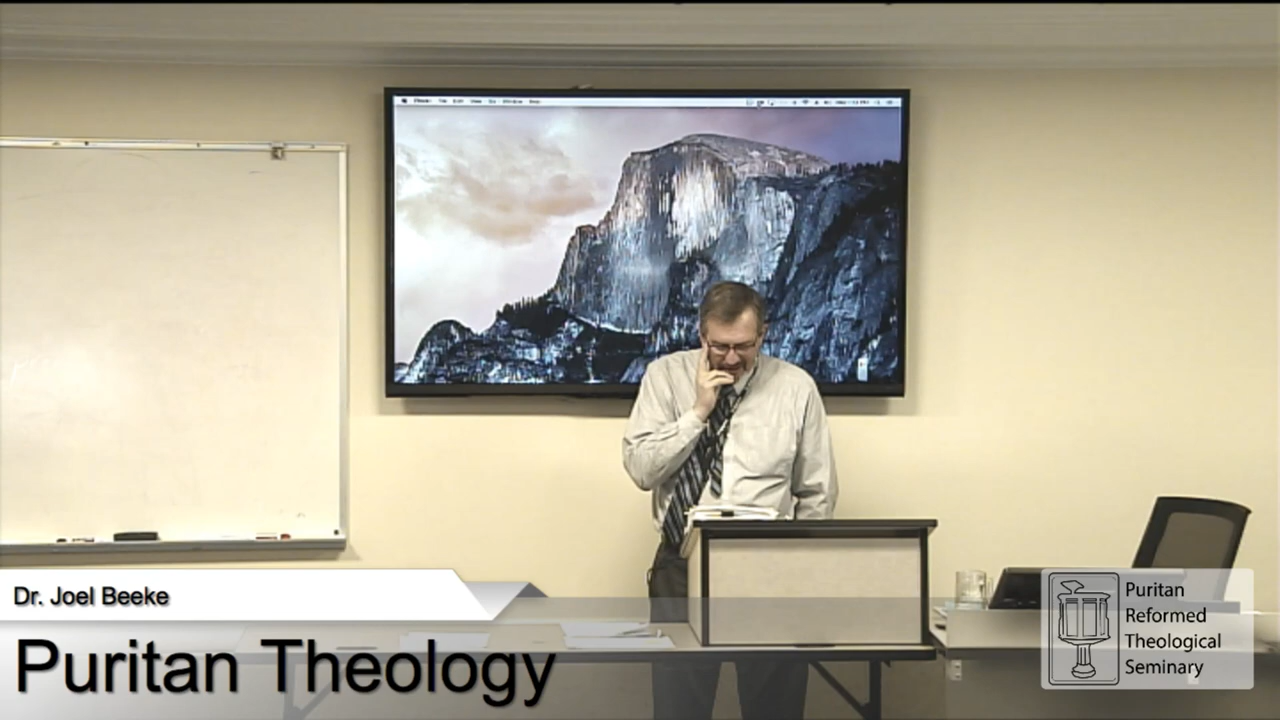 Dr. Joel Beeke
Puritan Theology
Puritan
Reformed
Theological
Seminary